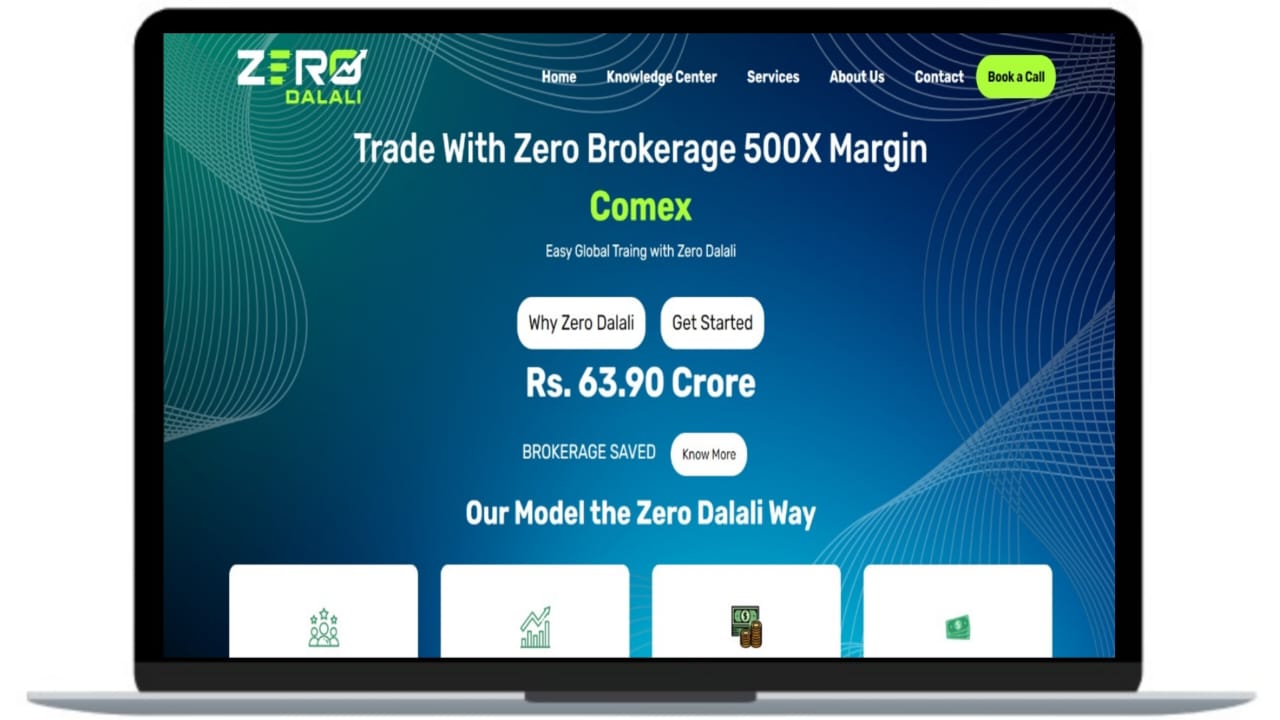 ZERO
DALALI
Home Knowledge Center Services About Us Contact Book a Call
Trade With Zero Brokerage 500X Margin
Comex
Easy Global Traing with Zero Dalali
Why Zero Dalali Get Started
Rs. 63.90 Crore
BROKERAGE SAVED Know More
Our Model the Zero Dalali Way